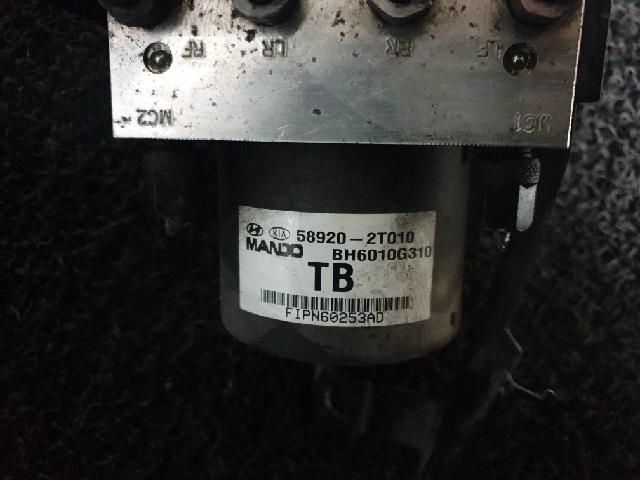 RF LR RR LF
MC2 MC1
KIA 58920-2T010
MANDO BH6010G310
TB
FIPN60253AD